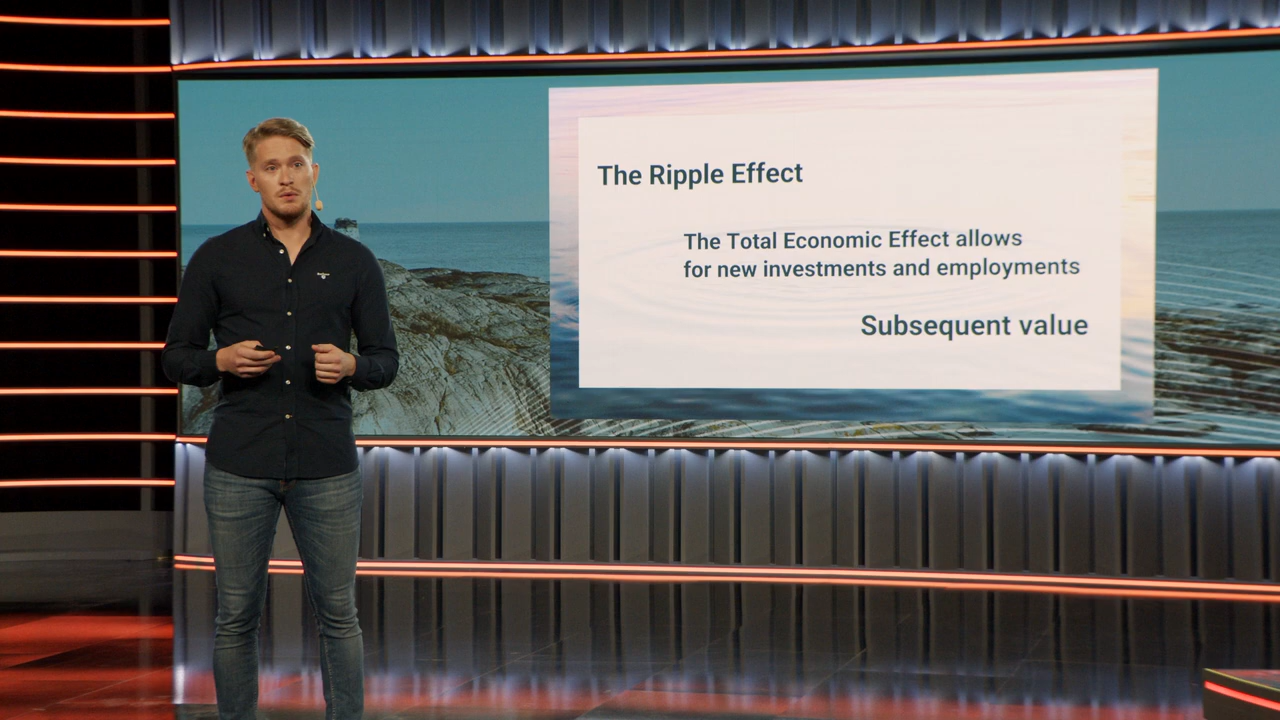 The Ripple Effect
The Total Economic Effect allows
for new investments and employments
Subsequent value